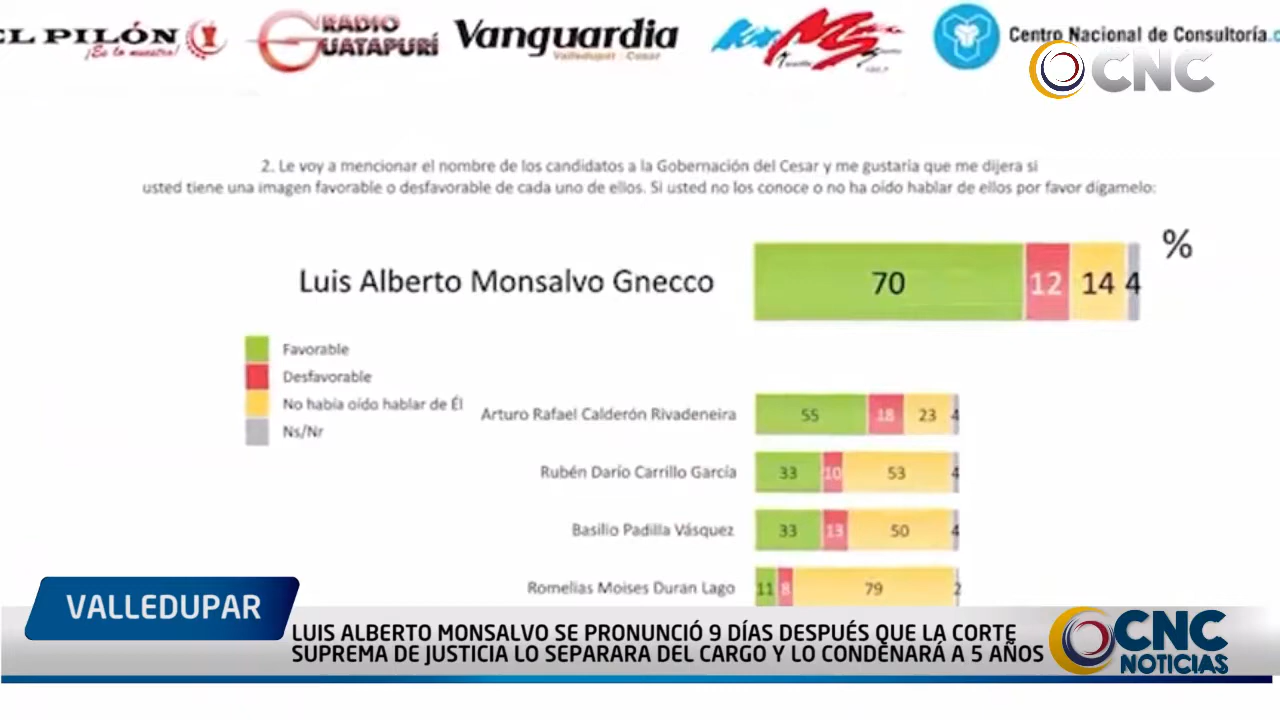 EL PILÓN
¡Es lo nuestro!
RADIO
GUATAPURÍ
Vanguardia
Valledupar - Cesar
Centro Nacional de Consultoría.c
CNC
2. Le voy a mencionar el nombre de los candidatos a la Gobernación del Cesar y me gustaría que me dijera si
usted tiene una imagen favorable o desfavorable de cada uno de ellos. Si usted no los conoce o no ha oído hablar de ellos por favor dígamelo:
%
Luis Alberto Monsalvo Gnecco 70 12 14 4
Favorable
Desfavorable
No había oído hablar de Él
Ns/Nr
Arturo Rafael Calderón Rivadeneira 55 18 23 4
Rubén Darío Carrillo García 33 10 53 4
Basilio Padilla Vásquez 33 13 50 4
Romelias Moises Duran Lago 11 8 79 2
VALLEDUPAR
LUIS ALBERTO MONSALVO SE PRONUNCIÓ 9 DÍAS DESPUÉS QUE LA CORTE
SUPREMA DE JUSTICIA LO SEPARARA DEL CARGO Y LO CONDENARÁ A 5 AÑOS
CNC
NOTICIAS